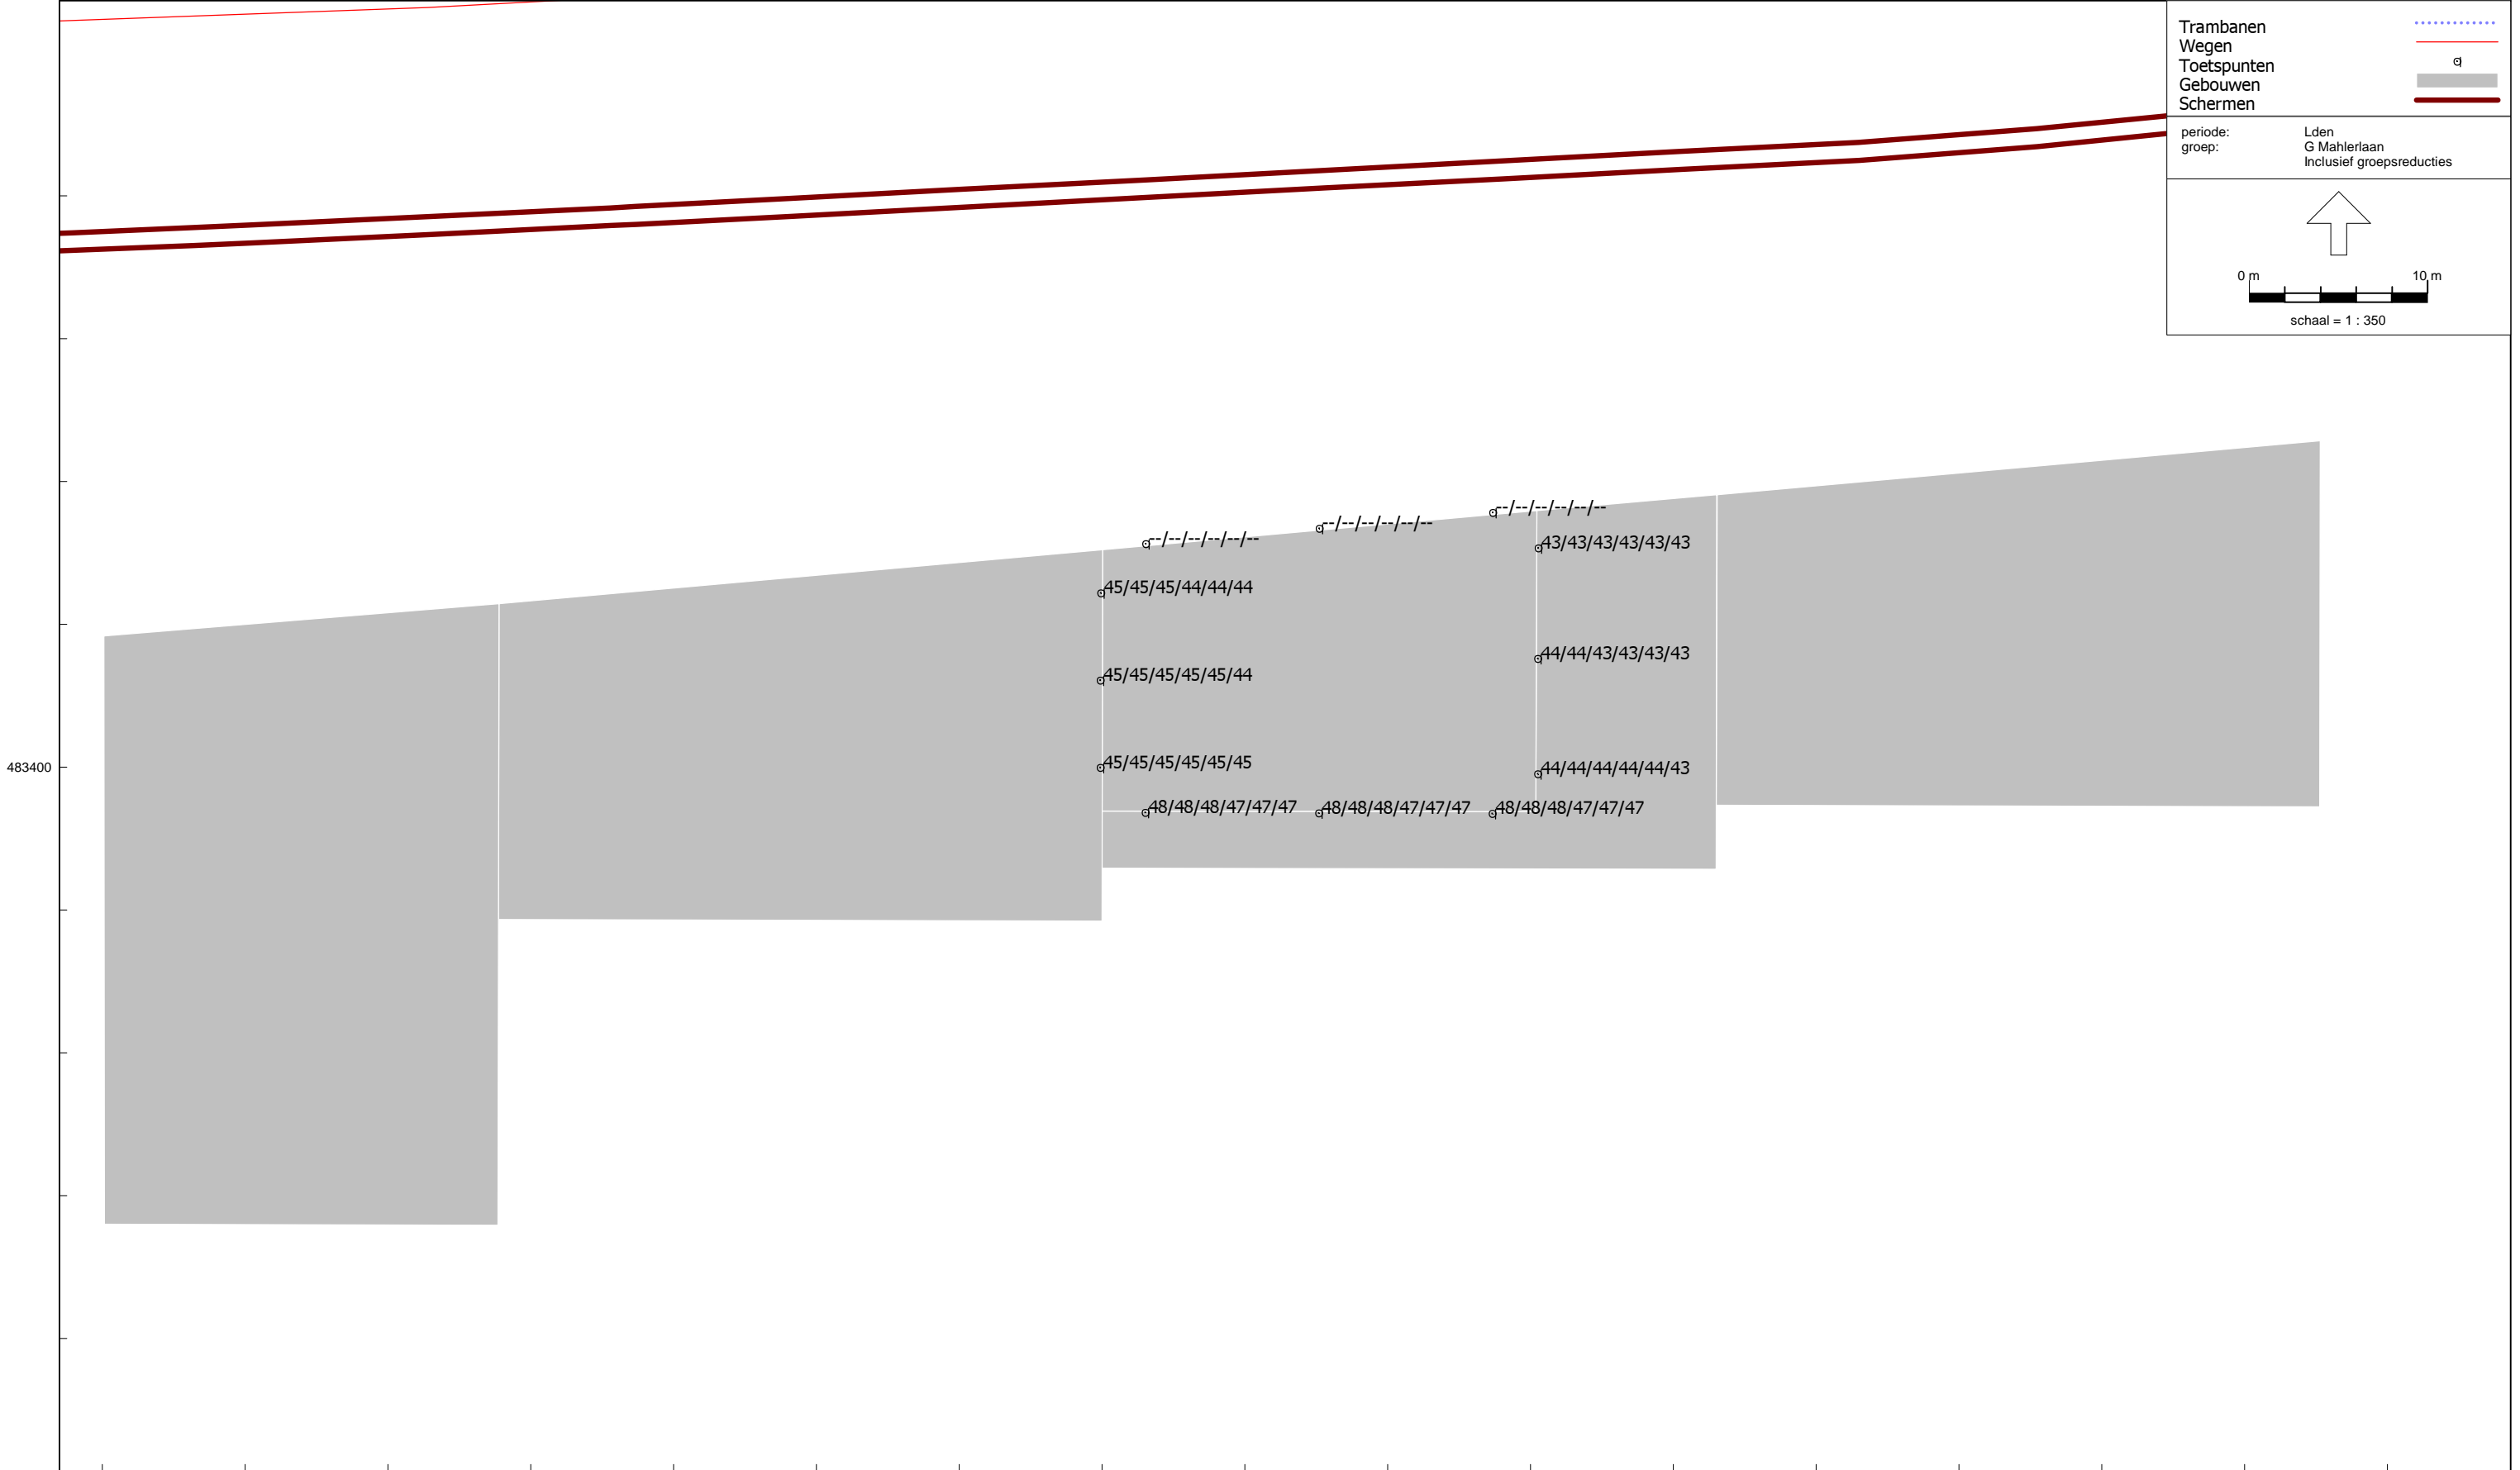 Trambanen
Wegen
Toetspunten
Gebouwen
Schermen
periode: Lden
groep: G Mahlerlaan
Inclusief groepsreducties
0 m 10 m
schaal = 1 : 350
--/--/--/--/--/--
--/--/--/--/--/--
--/--/--/--/--/--
43/43/43/43/43/43
45/45/45/44/44/44
44/44/43/43/43/43
45/45/45/45/45/44
483400
45/45/45/45/45/45
44/44/44/44/44/43
48/48/48/47/47/47 48/48/48/47/47/47 48/48/48/47/47/47